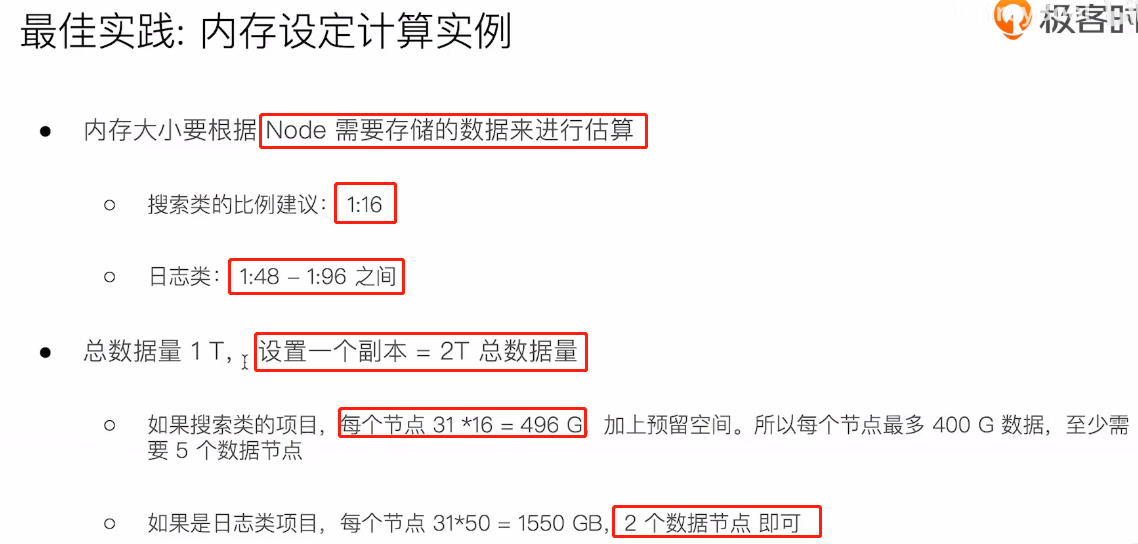 最佳实践: 内存设定计算实例
极客时
内存大小要根据 Node 需要存储的数据来进行估算
搜索类的比例建议: 1:16
日志类: 1:48 – 1:96 之间
总数据量 1 T, 设置一个副本 = 2T 总数据量
如果搜索类的项目, 每个节点 31 *16 = 496 G, 加上预留空间。所以每个节点最多 400 G 数据, 至少需
要 5 个数据节点
如果是日志类项目, 每个节点 31*50 = 1550 GB, 2 个数据节点 即可